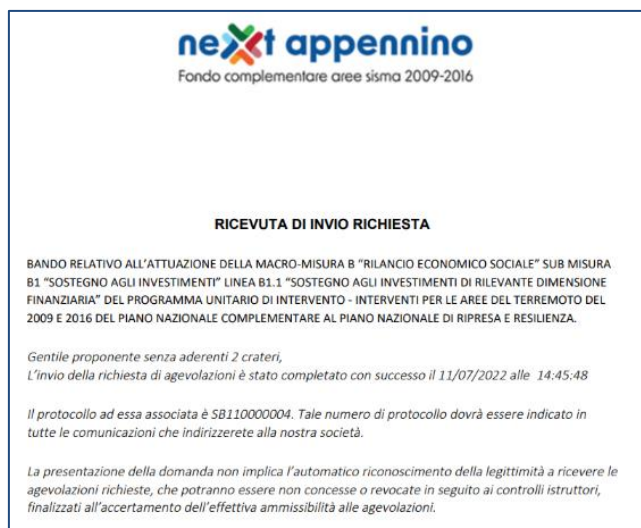 next appennino
Fondo complementare aree sisma 2009-2016
RICEVUTA DI INVIO RICHIESTA
BANDO RELATIVO ALL'ATTUAZIONE DELLA MACRO-MISURA B "RILANCIO ECONOMICO SOCIALE" SUB MISURA
B1 "SOSTEGNO AGLI INVESTIMENTI" LINEA B1.1 "SOSTEGNO AGLI INVESTIMENTI DI RILEVANTE DIMENSIONE
FINANZIARIA" DEL PROGRAMMA UNITARIO DI INTERVENTO - INTERVENTI PER LE AREE DEL TERREMOTO DEL
2009 E 2016 DEL PIANO NAZIONALE COMPLEMENTARE AL PIANO NAZIONALE DI RIPRESA E RESILIENZA.
Gentile proponente senza aderenti 2 crateri,
L'invio della richiesta di agevolazioni è stato completato con successo il 11/07/2022 alle 14:45:48
Il protocollo ad essa associata è SB110000004. Tale numero di protocollo dovrà essere indicato in
tutte le comunicazioni che indirizzerete alla nostra società.
La presentazione della domanda non implica l'automatico riconoscimento della legittimità a ricevere le
agevolazioni richieste, che potranno essere non concesse o revocate in seguito ai controlli istruttori,
finalizzati all'accertamento dell'effettiva ammissibilità alle agevolazioni.